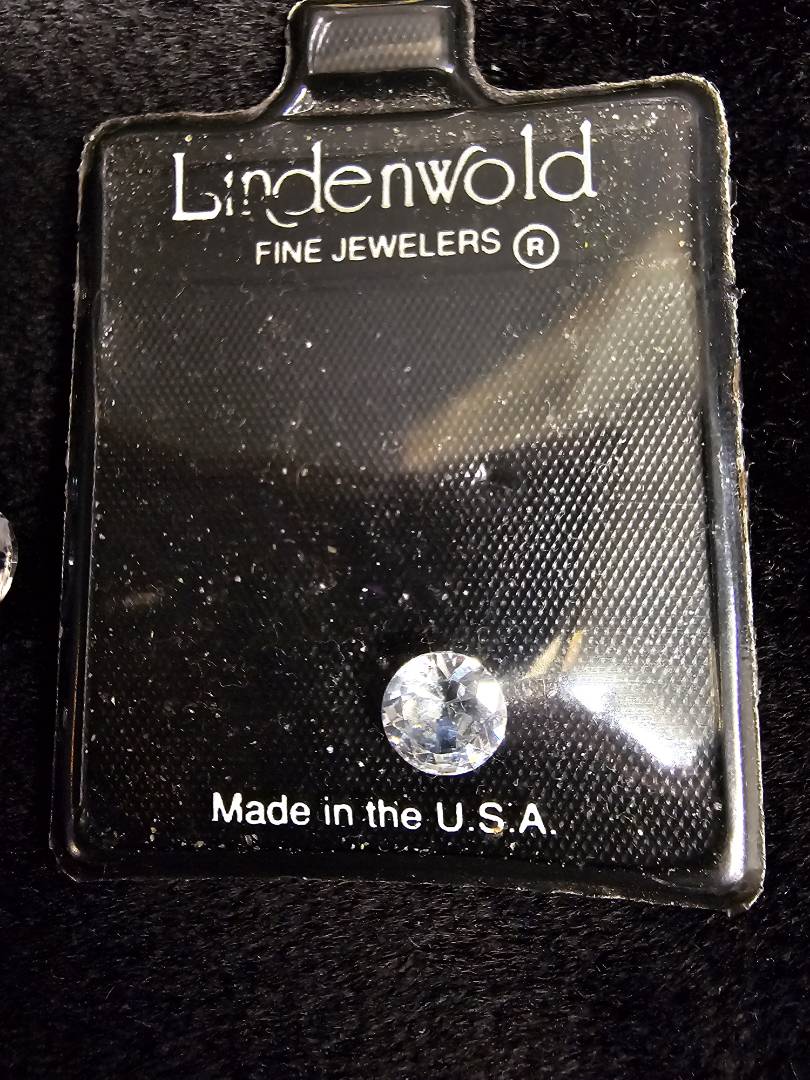 Lindenwold
FINE JEWELERS ®
Made in the U.S.A.